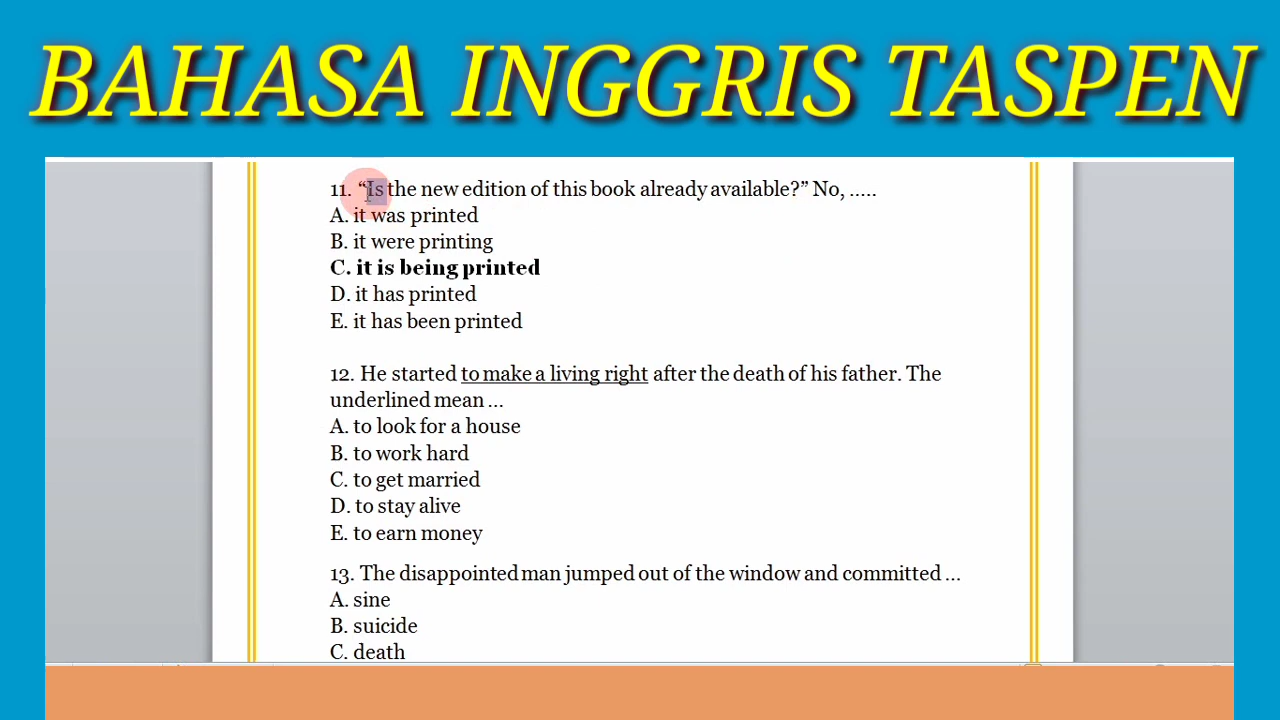 BAHASA INGGRIS TASPEN
11. “Is the new edition of this book already available?” No, .....
A. it was printed
B. it were printing
C. it is being printed
D. it has printed
E. it has been printed
12. He started to make a living right after the death of his father. The
underlined mean ...
A. to look for a house
B. to work hard
C. to get married
D. to stay alive
E. to earn money
13. The disappointed man jumped out of the window and committed ...
A. sine
B. suicide
C. death